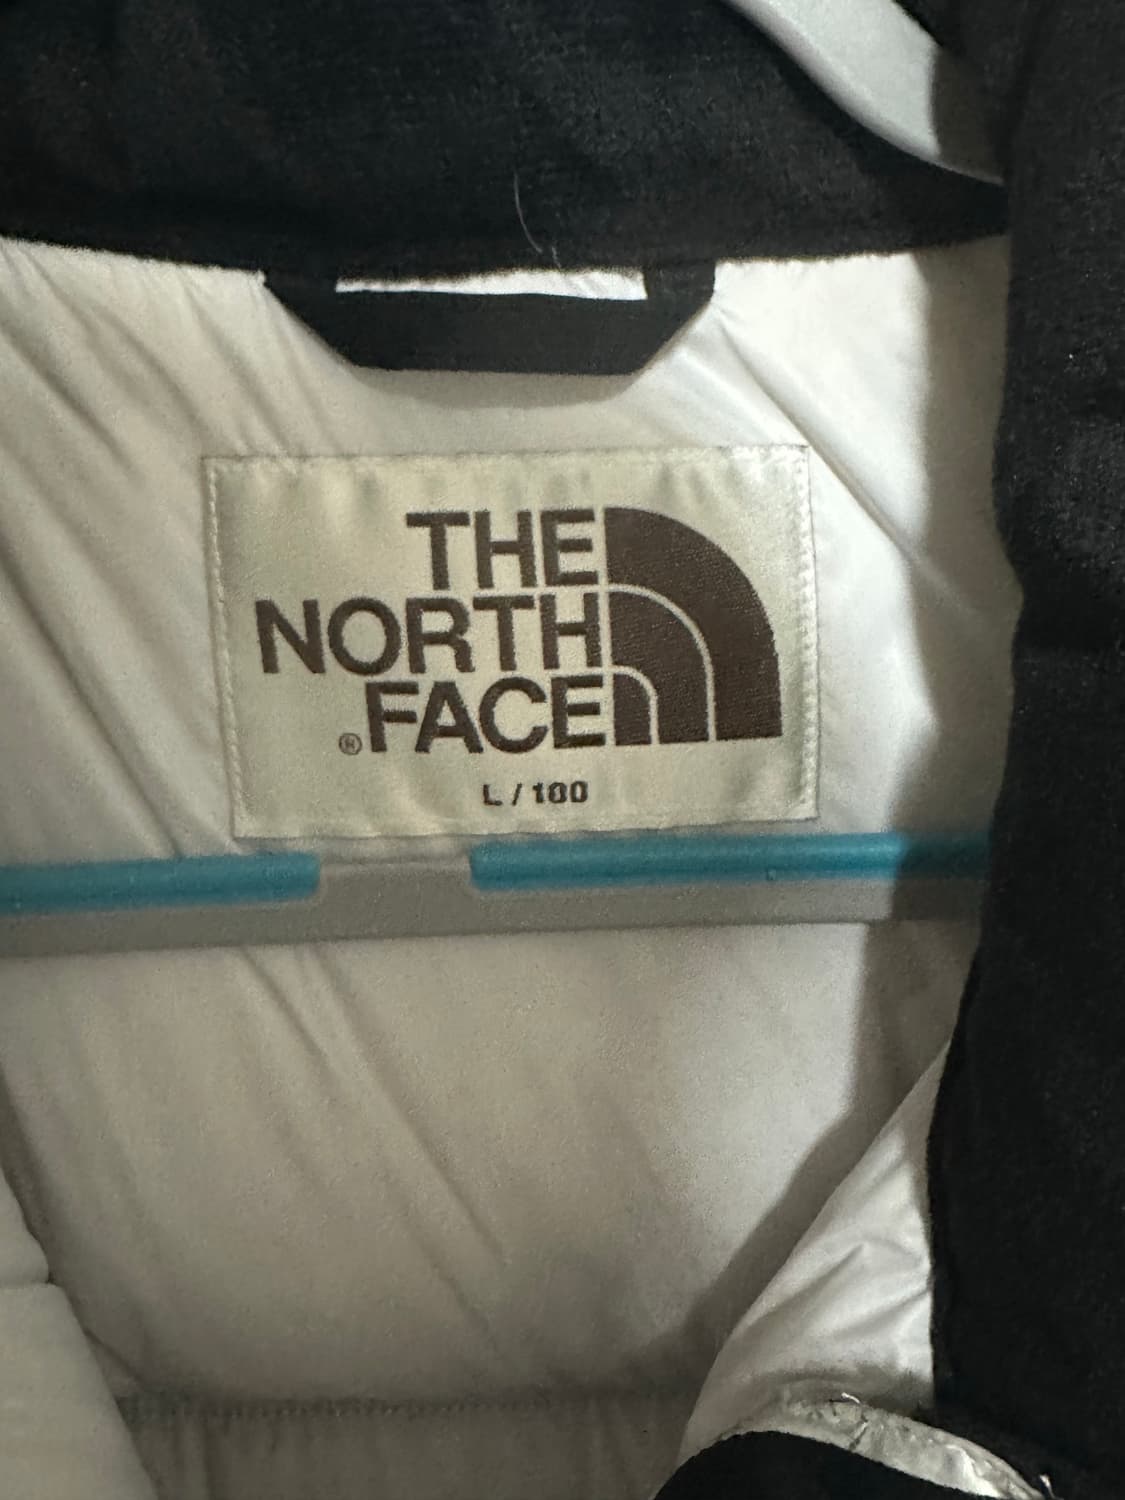 THE
NORTH
FACE
®
L / 100